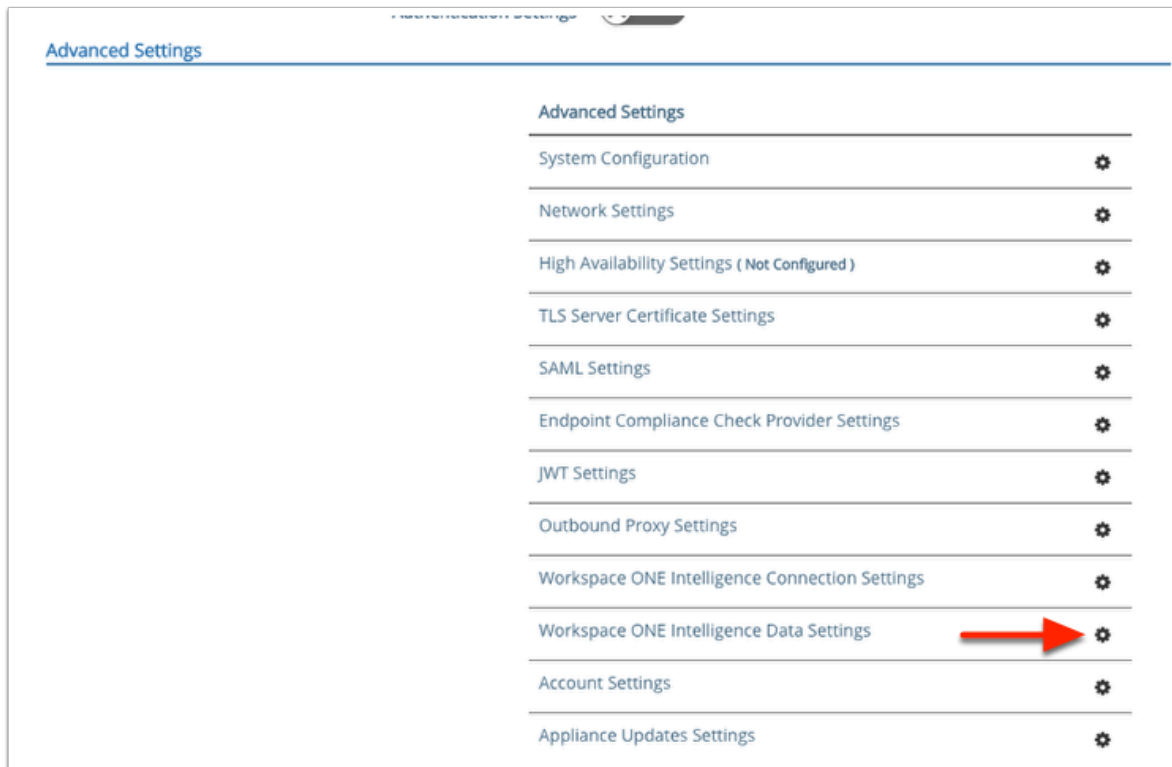 Authentication Settings
Advanced Settings
Advanced Settings
System Configuration
Network Settings
High Availability Settings ( Not Configured )
TLS Server Certificate Settings
SAML Settings
Endpoint Compliance Check Provider Settings
JWT Settings
Outbound Proxy Settings
Workspace ONE Intelligence Connection Settings
Workspace ONE Intelligence Data Settings
Account Settings
Appliance Updates Settings